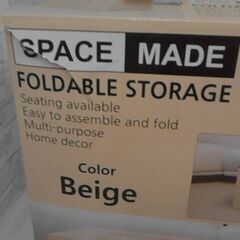 SPACE MADE
FOLDABLE STORAGE
Seating available
Easy to assemble and fold
Multi-purpose
Home decor
Color
Beige